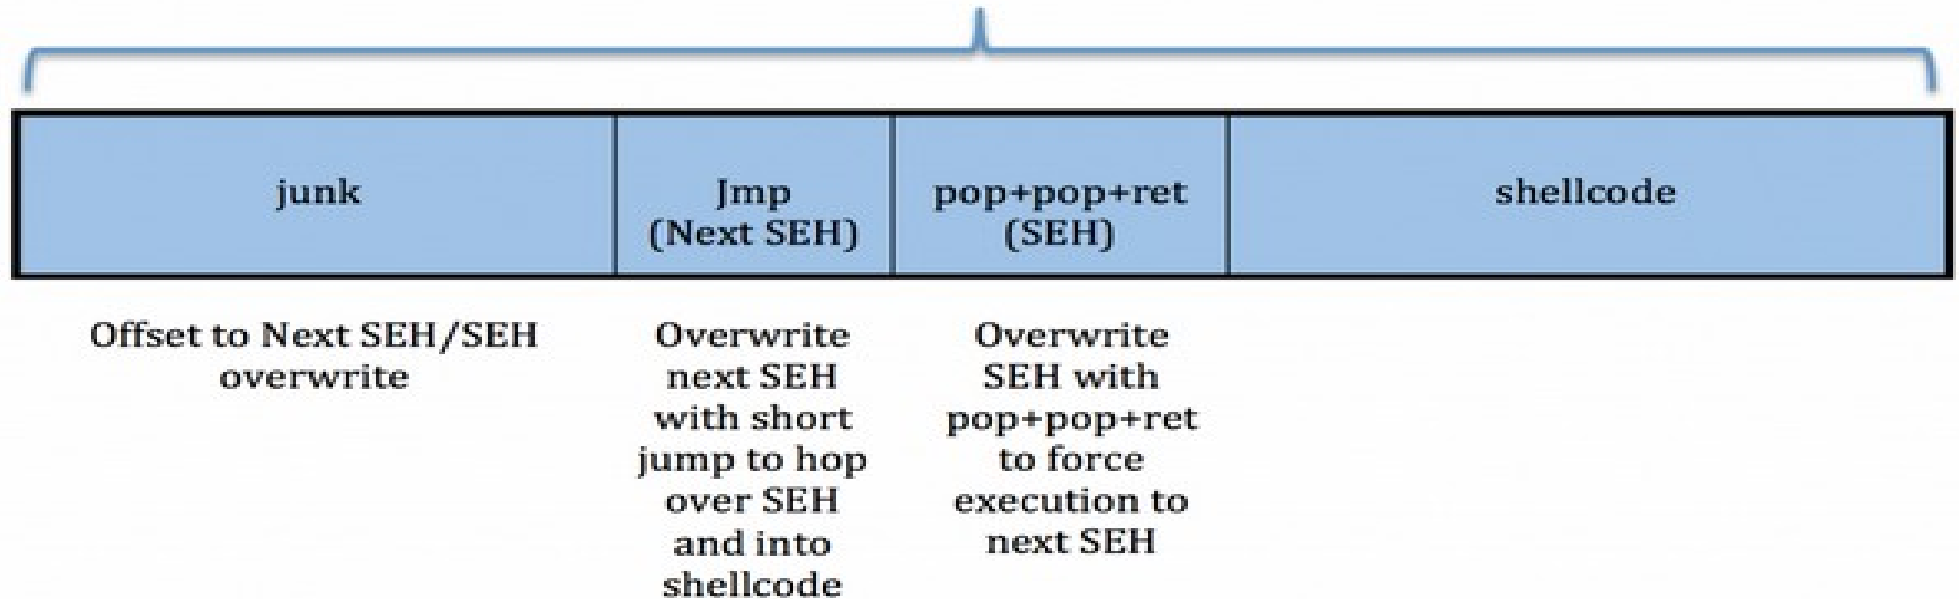 junk
Jmp
(Next SEH)
pop+pop+ret
(SEH)
shellcode
Offset to Next SEH/SEH
overwrite
Overwrite
next SEH
with short
jump to hop
over SEH
and into
shellcode
Overwrite
SEH with
pop+pop+ret
to force
execution to
next SEH